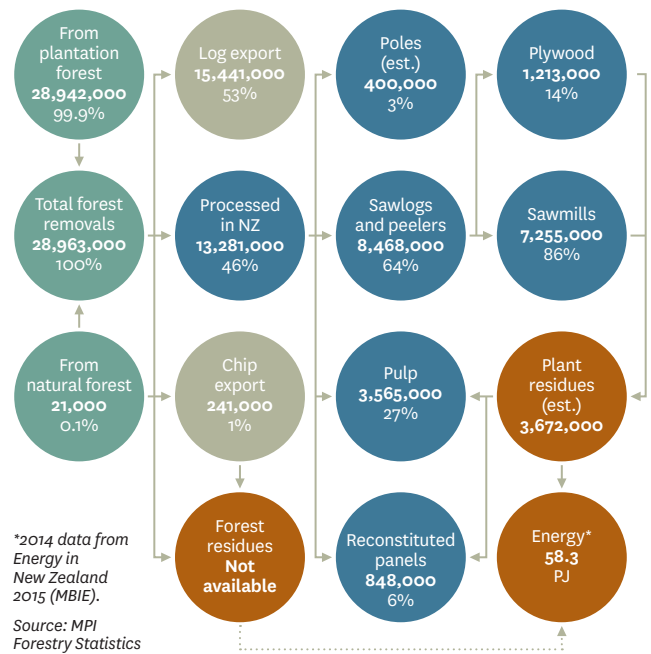 From
plantation
forest
28,942,000
99.9%
Log export
15,441,000
53%
Poles
(est.)
400,000
3%
Plywood
1,213,000
14%
Total forest
removals
28,963,000
100%
Processed
in NZ
13,281,000
46%
Sawlogs
and peelers
8,468,000
64%
Sawmills
7,255,000
86%
From
natural forest
21,000
0.1%
Chip
export
241,000
1%
Pulp
3,565,000
27%
Plant
residues
(est.)
3,672,000
Forest
residues
Not
available
Reconstituted
panels
848,000
6%
Energy*
58.3
PJ
*2014 data from
Energy in
New Zealand
2015 (MBIE).
Source: MPI
Forestry Statistics